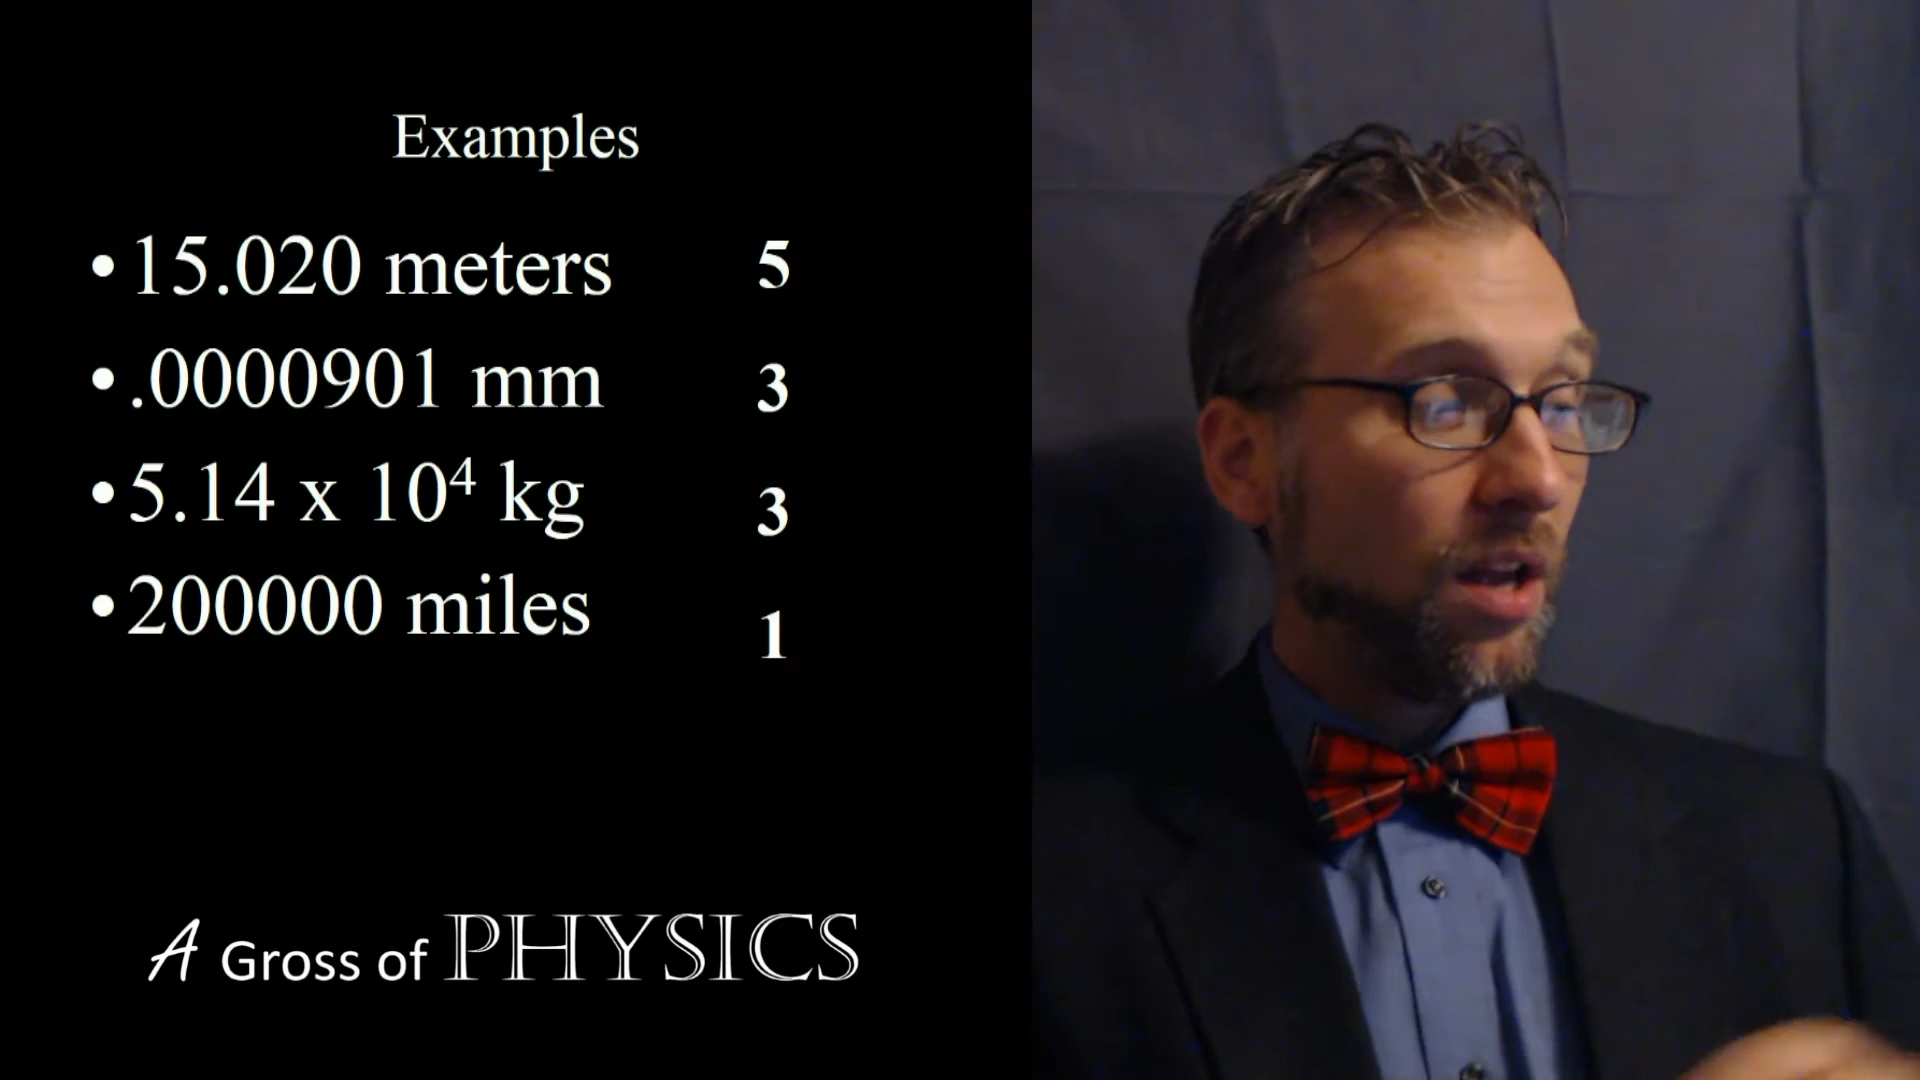 Examples
• 15.020 meters 5
• .0000901 mm 3
• 5.14 x 10⁴ kg 3
• 200000 miles 1
A Gross of PHYSICS